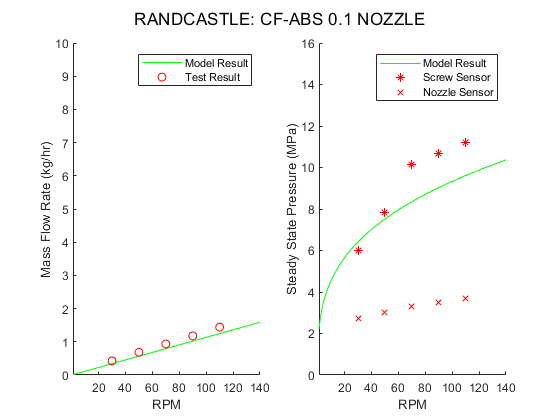 RANDCASTLE: CF-ABS 0.1 NOZZLE
Mass Flow Rate (kg/hr)
10
9
8
7
6
5
4
3
2
1
0
20 40 60 80 100 120 140
RPM
Model Result
Test Result
Steady State Pressure (MPa)
16
14
12
10
8
6
4
2
0
20 40 60 80 100 120 140
RPM
Model Result
Screw Sensor
Nozzle Sensor